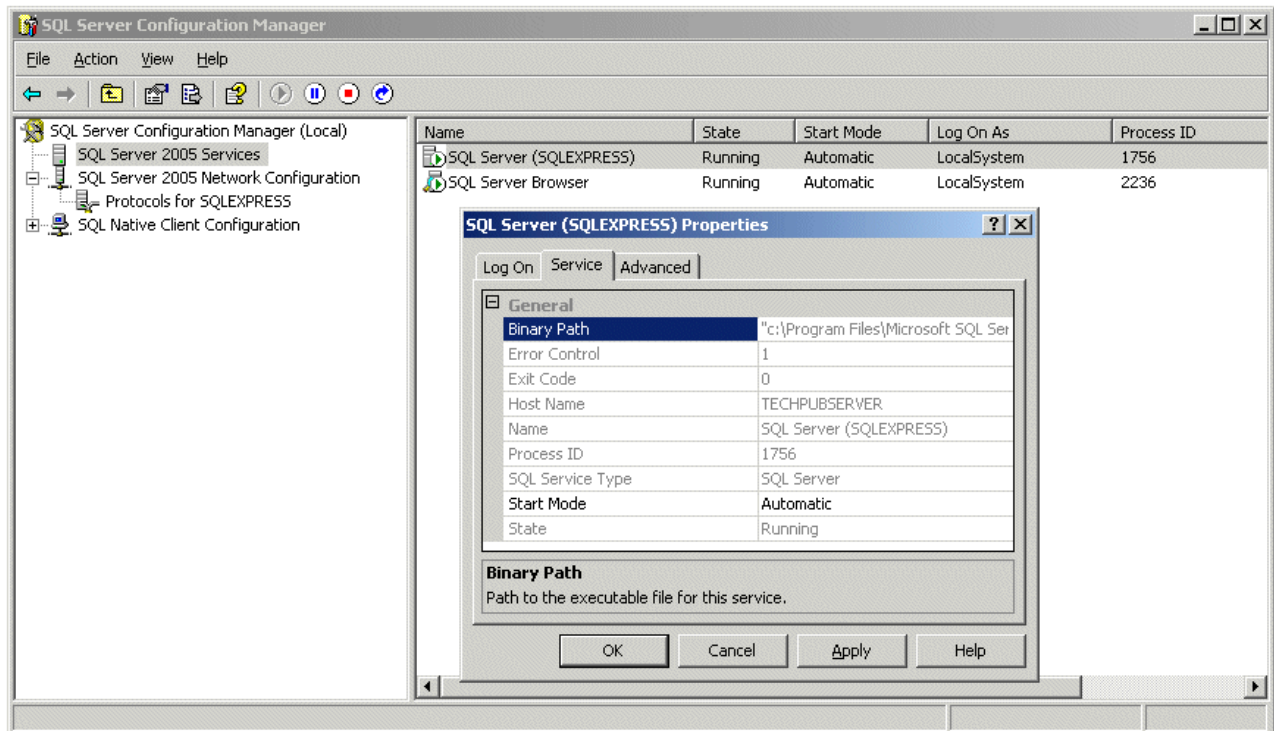 SQL Server Configuration Manager
File Action View Help
SQL Server Configuration Manager (Local)
SQL Server 2005 Services
SQL Server 2005 Network Configuration
Protocols for SQLEXPRESS
SQL Native Client Configuration
Name State Start Mode Log On As Process ID
SQL Server (SQLEXPRESS) Running Automatic LocalSystem 1756
SQL Server Browser Running Automatic LocalSystem 2236
SQL Server (SQLEXPRESS) Properties
Log On Service Advanced
General
Binary Path "c:\Program Files\Microsoft SQL Ser
Error Control 1
Exit Code 0
Host Name TECHPUBSERVER
Name SQL Server (SQLEXPRESS)
Process ID 1756
SQL Service Type SQL Server
Start Mode Automatic
State Running
Binary Path
Path to the executable file for this service.
OK Cancel Apply Help